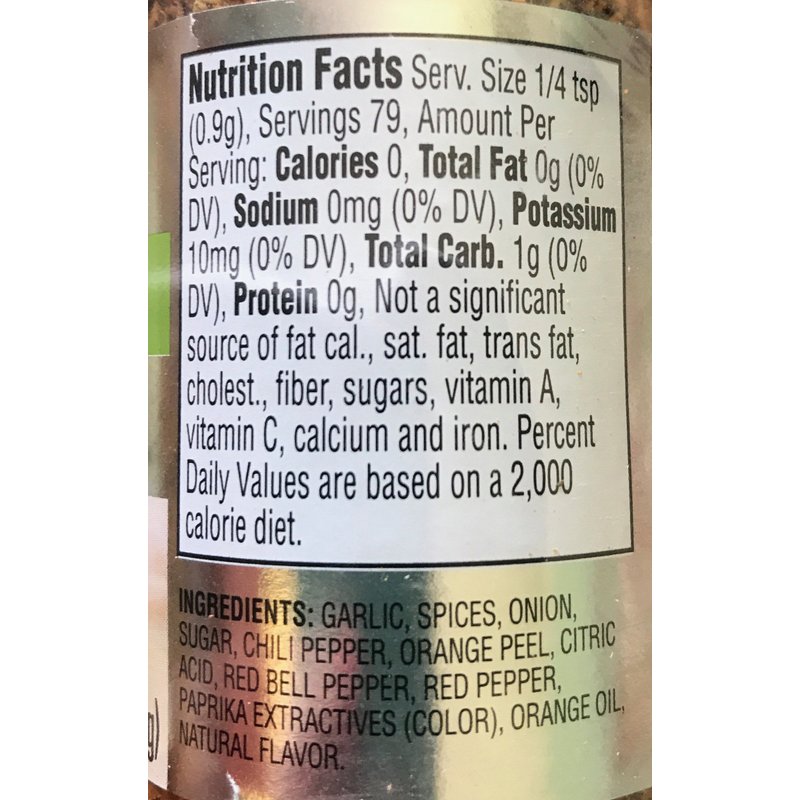 Nutrition Facts Serv. Size 1/4 tsp
(0.9g), Servings 79, Amount Per
Serving: Calories 0, Total Fat 0g (0%
DV), Sodium 0mg (0% DV), Potassium
10mg (0% DV), Total Carb. 1g (0%
DV), Protein 0g, Not a significant
source of fat cal., sat. fat, trans fat,
cholest., fiber, sugars, vitamin A,
vitamin C, calcium and iron. Percent
Daily Values are based on a 2,000
calorie diet.
INGREDIENTS: GARLIC, SPICES, ONION,
SUGAR, CHILI PEPPER, ORANGE PEEL, CITRIC
ACID, RED BELL PEPPER, RED PEPPER,
PAPRIKA EXTRACTIVES (COLOR), ORANGE OIL,
NATURAL FLAVOR.
g)